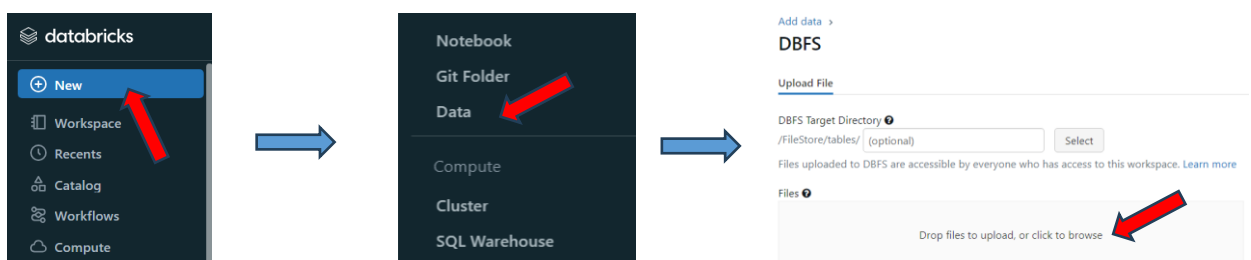 databricks
New
Workspace
Recents
Catalog
Workflows
Compute
Notebook
Git Folder
Data
Compute
Cluster
SQL Warehouse
Add data >
DBFS
Upload File
DBFS Target Directory
/FileStore/tables/ (optional) Select
Files uploaded to DBFS are accessible by everyone who has access to this workspace. Learn more
Files
Drop files to upload, or click to browse